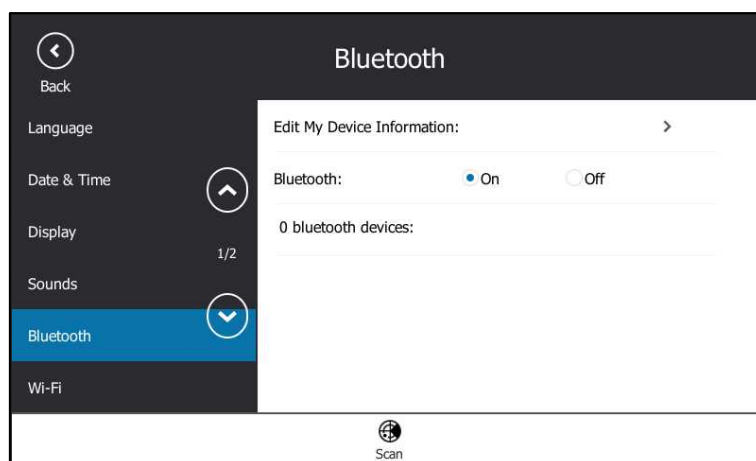 Bluetooth
Back
Language
Date & Time
Display
1/2
Sounds
Bluetooth
Wi-Fi
Edit My Device Information:
Bluetooth: On Off
0 bluetooth devices:
Scan